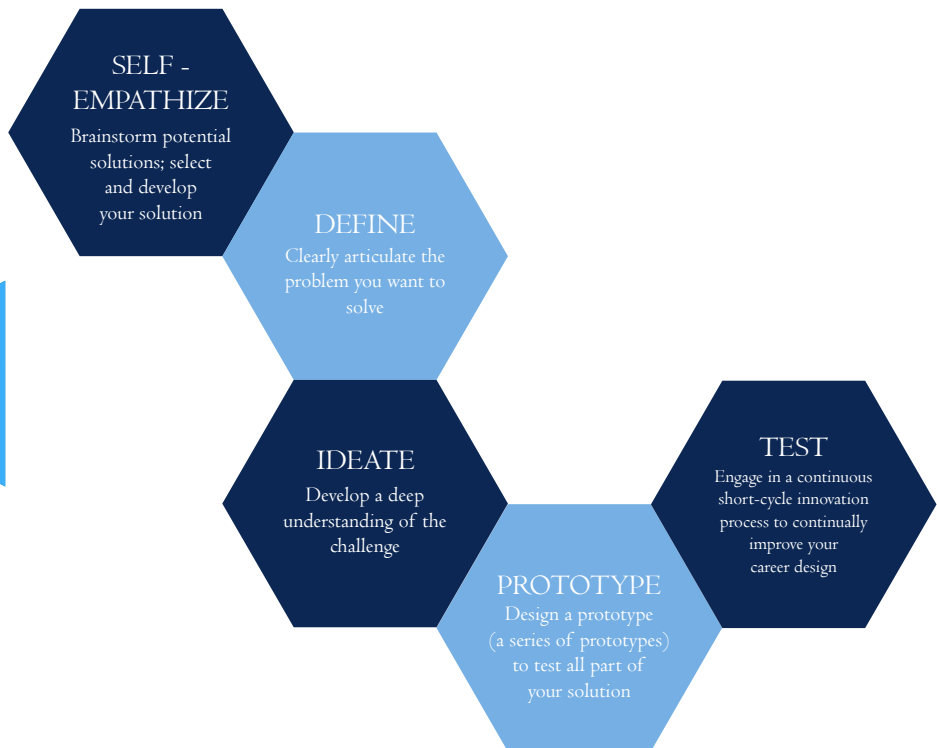 SELF -
EMPATHIZE
Brainstorm potential
solutions; select
and develop
your solution
DEFINE
Clearly articulate the
problem you want to
solve
IDEATE
Develop a deep
understanding of the
challenge
PROTOTYPE
Design a prototype
(a series of prototypes)
to test all part of
your solution
TEST
Engage in a continuous
short-cycle innovation
process to continually
improve your
career design